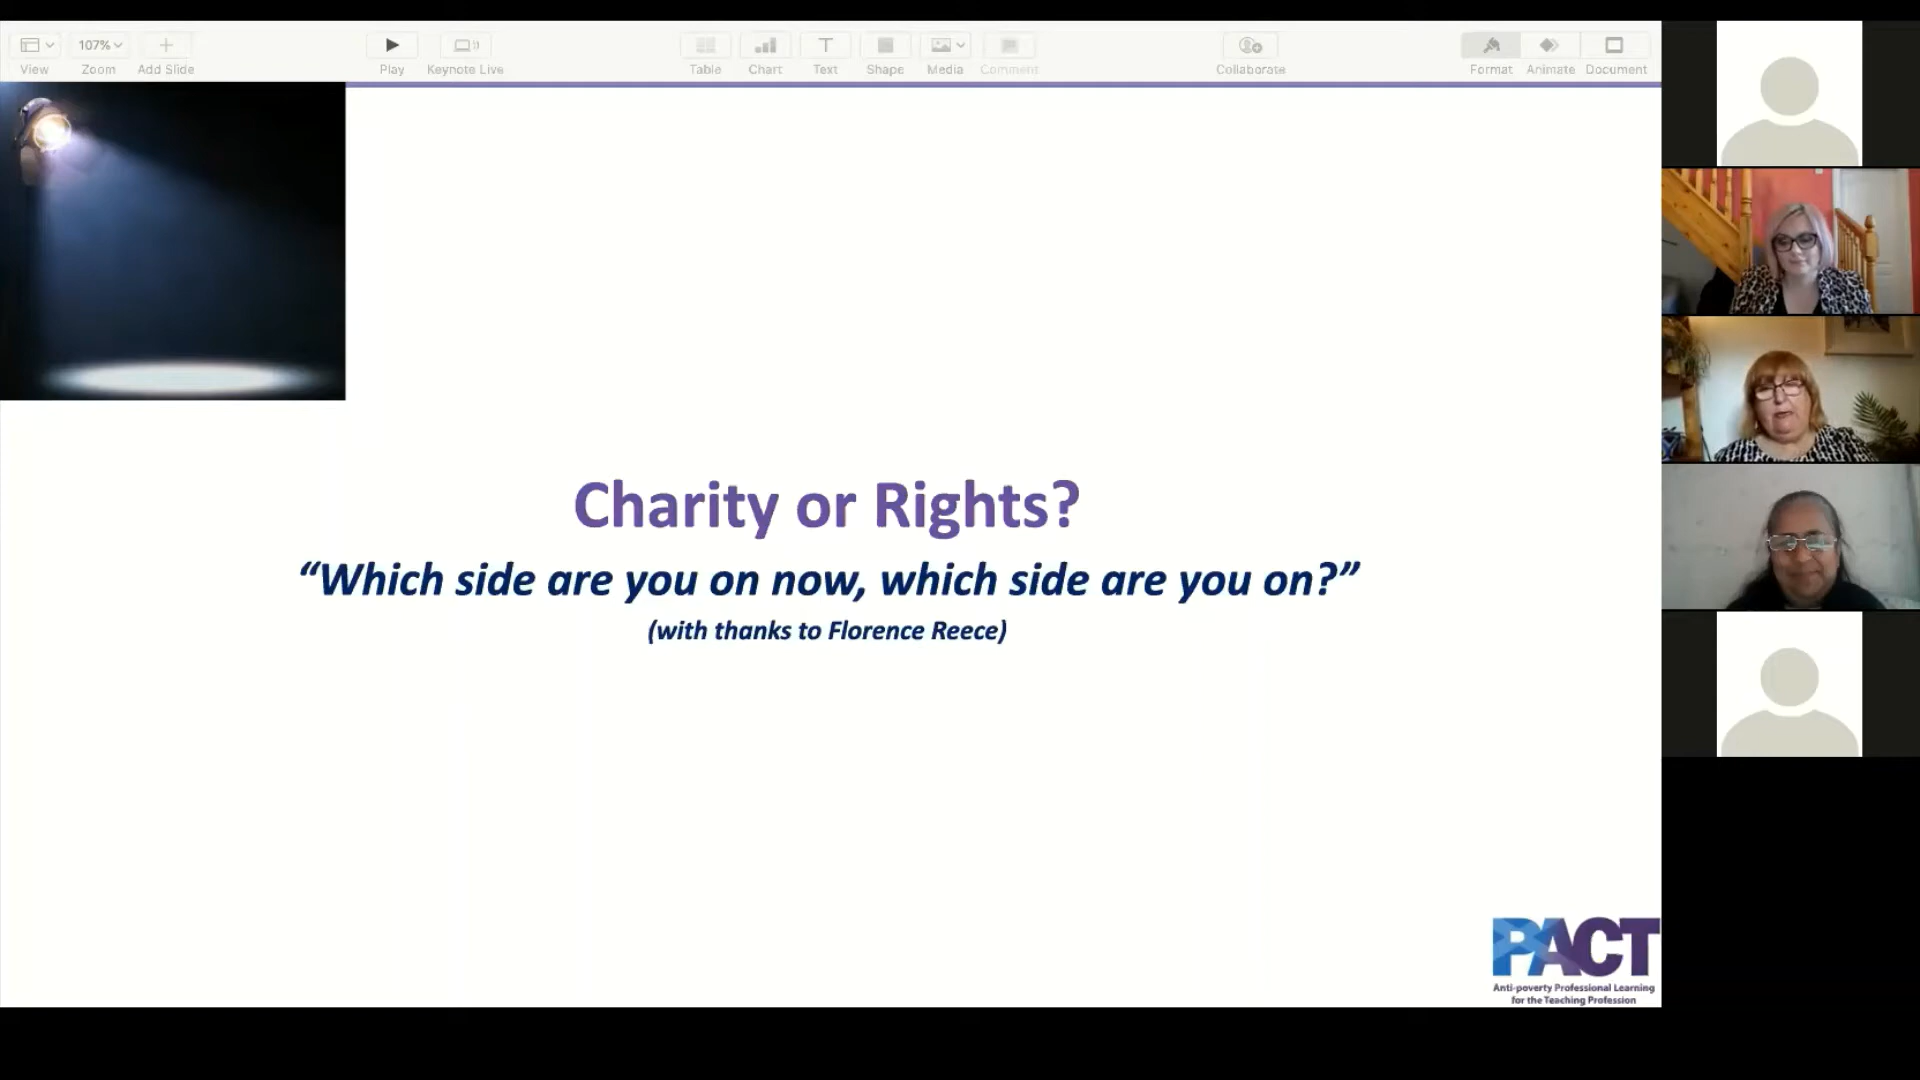 107%
View
Zoom
Add Slide
Play
Keynote Live
Table
Chart
Text
Shape
Media
Comment
Collaborate
Format
Animate
Document
Charity or Rights?
“Which side are you on now, which side are you on?”
(with thanks to Florence Reece)
PACT
Anti-poverty Professional Learning
for the Teaching Profession